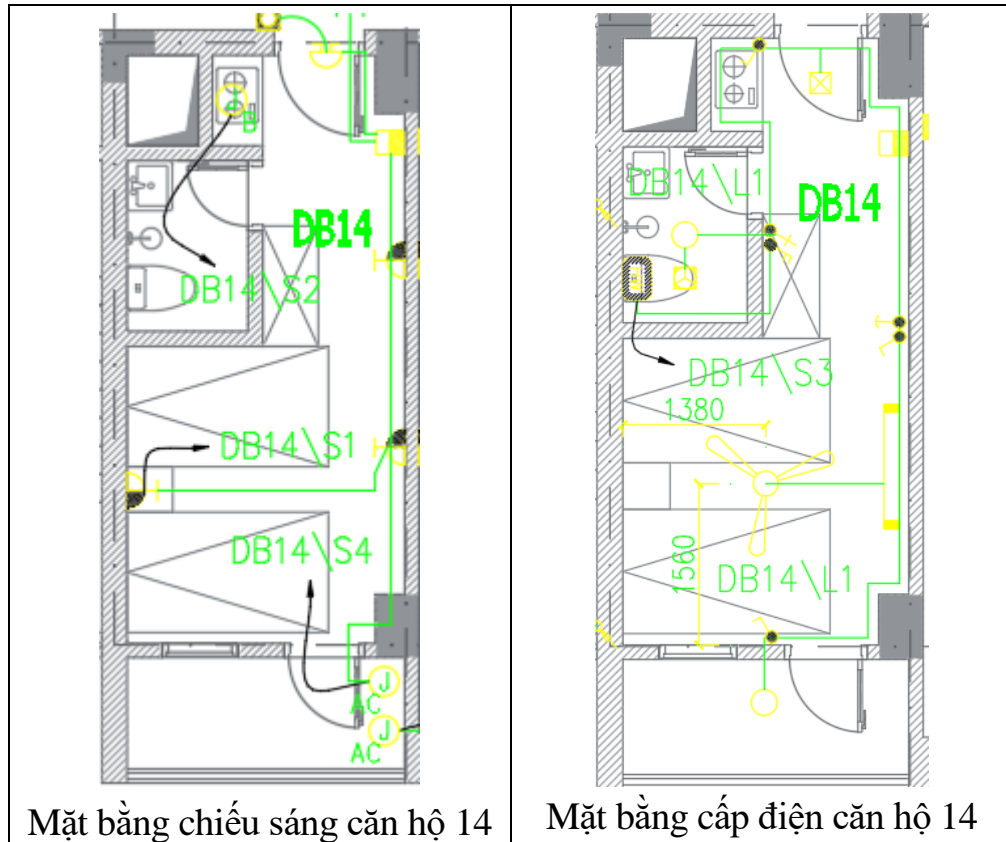 B
DB14
DB14\S2
DB14\S1
DB14\S4
J
AC
J
AC
Mặt bằng chiếu sáng căn hộ 14
DB14\L1
DB14
DB14\S3
1380
1560
DB14\L1
Mặt bằng cấp điện căn hộ 14